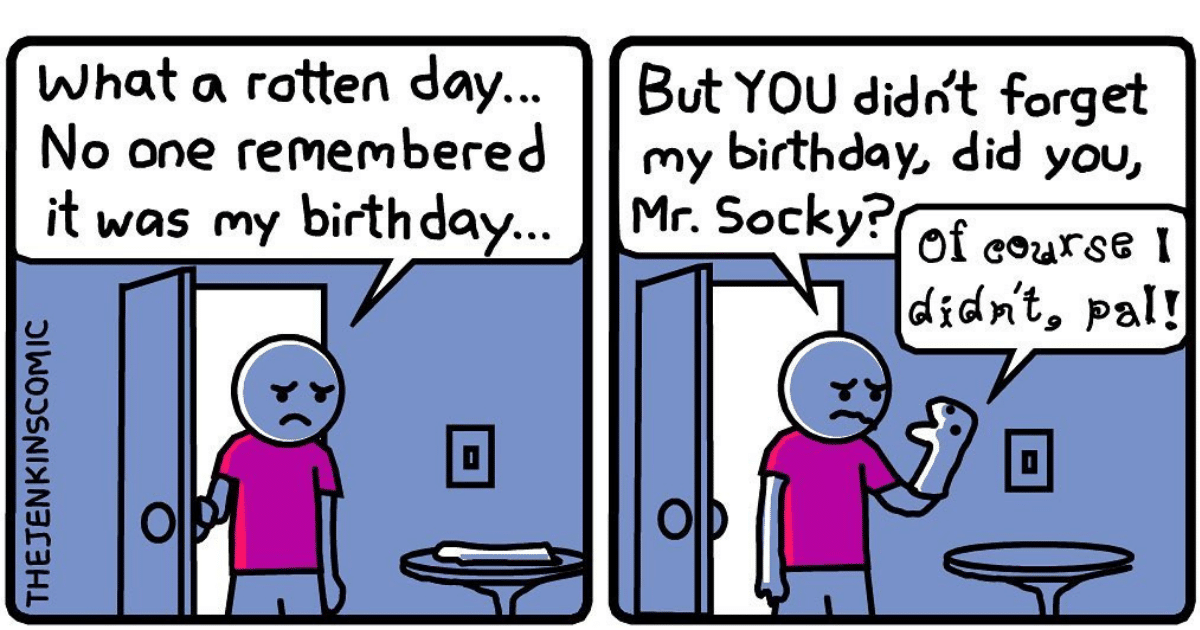 What a rotten day...
No one remembered
it was my birthday...
But YOU didn't forget
my birthday, did you,
Mr. Socky?
Of course I
didn't, pal!
THEJENKINSCOMIC